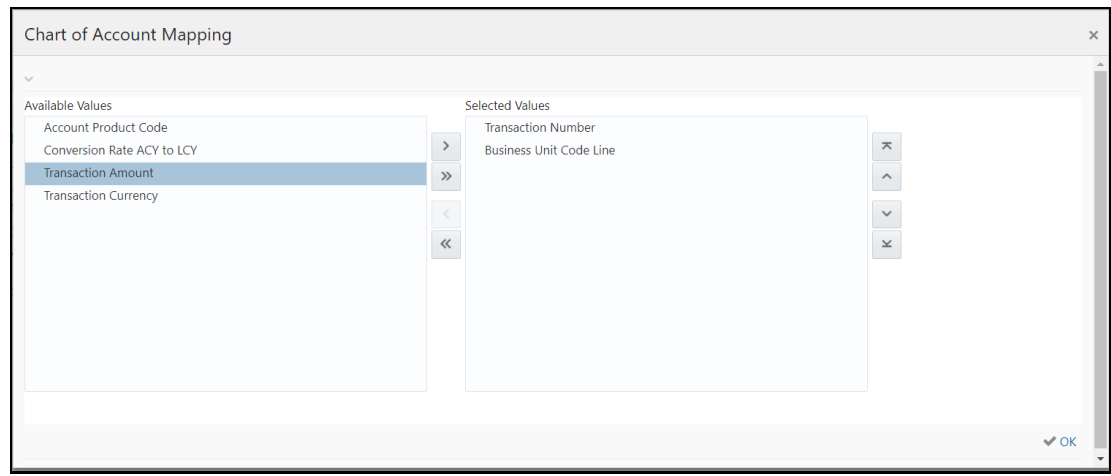 Chart of Account Mapping
Available Values
Account Product Code
Conversion Rate ACY to LCY
Transaction Amount
Transaction Currency
Selected Values
Transaction Number
Business Unit Code Line
OK